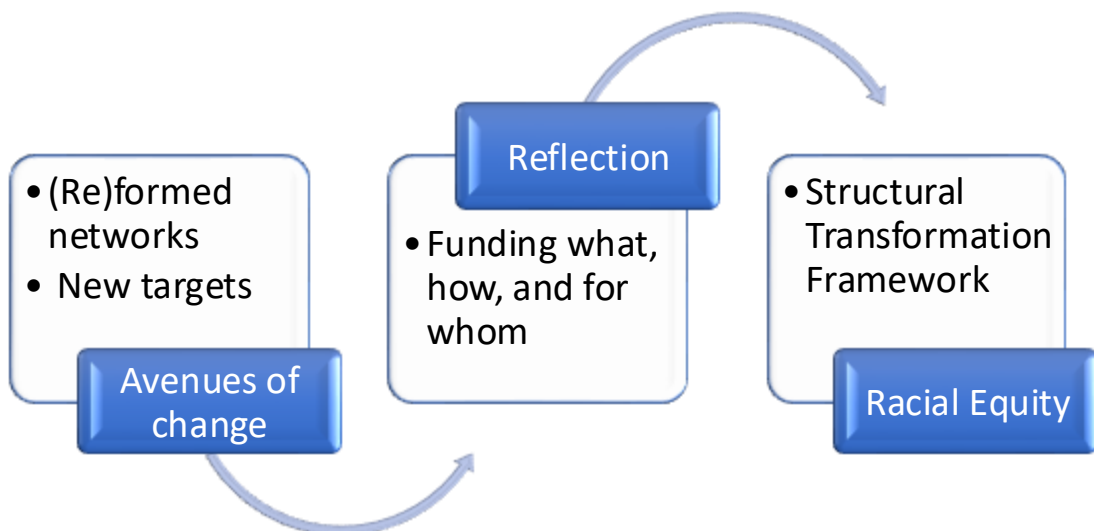 • (Re)formed
networks
• New targets
Avenues of
change
Reflection
• Funding what,
how, and for
whom
• Structural
Transformation
Framework
Racial Equity